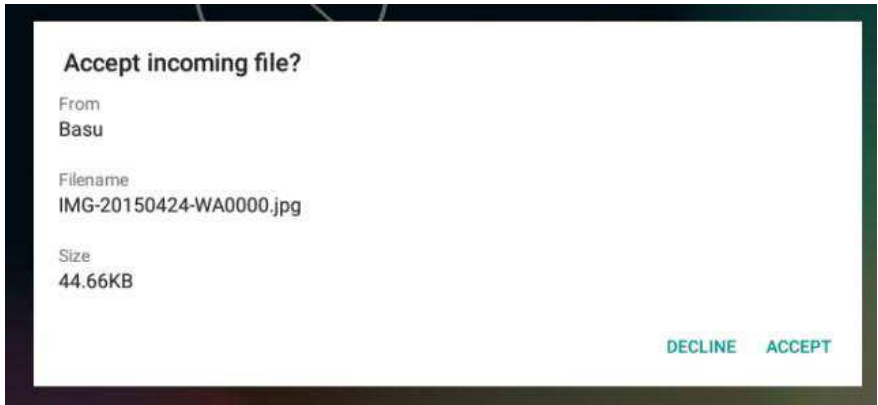 Accept incoming file?
From
Basu
Filename
IMG-20150424-WA0000.jpg
Size
44.66KB
DECLINE ACCEPT